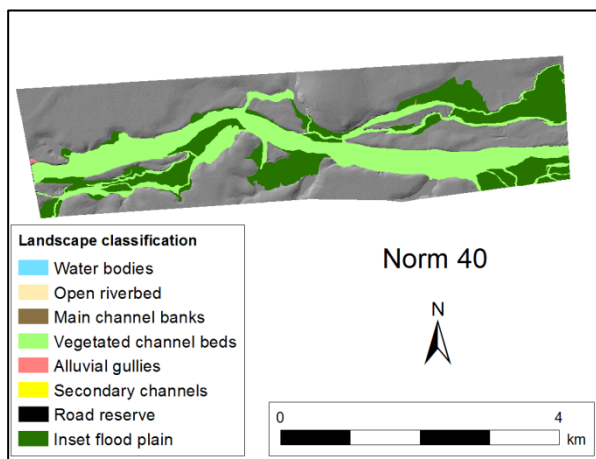 Landscape classification
Water bodies
Open riverbed
Main channel banks
Vegetated channel beds
Alluvial gullies
Secondary channels
Road reserve
Inset flood plain
Norm 40
N
0 4
km